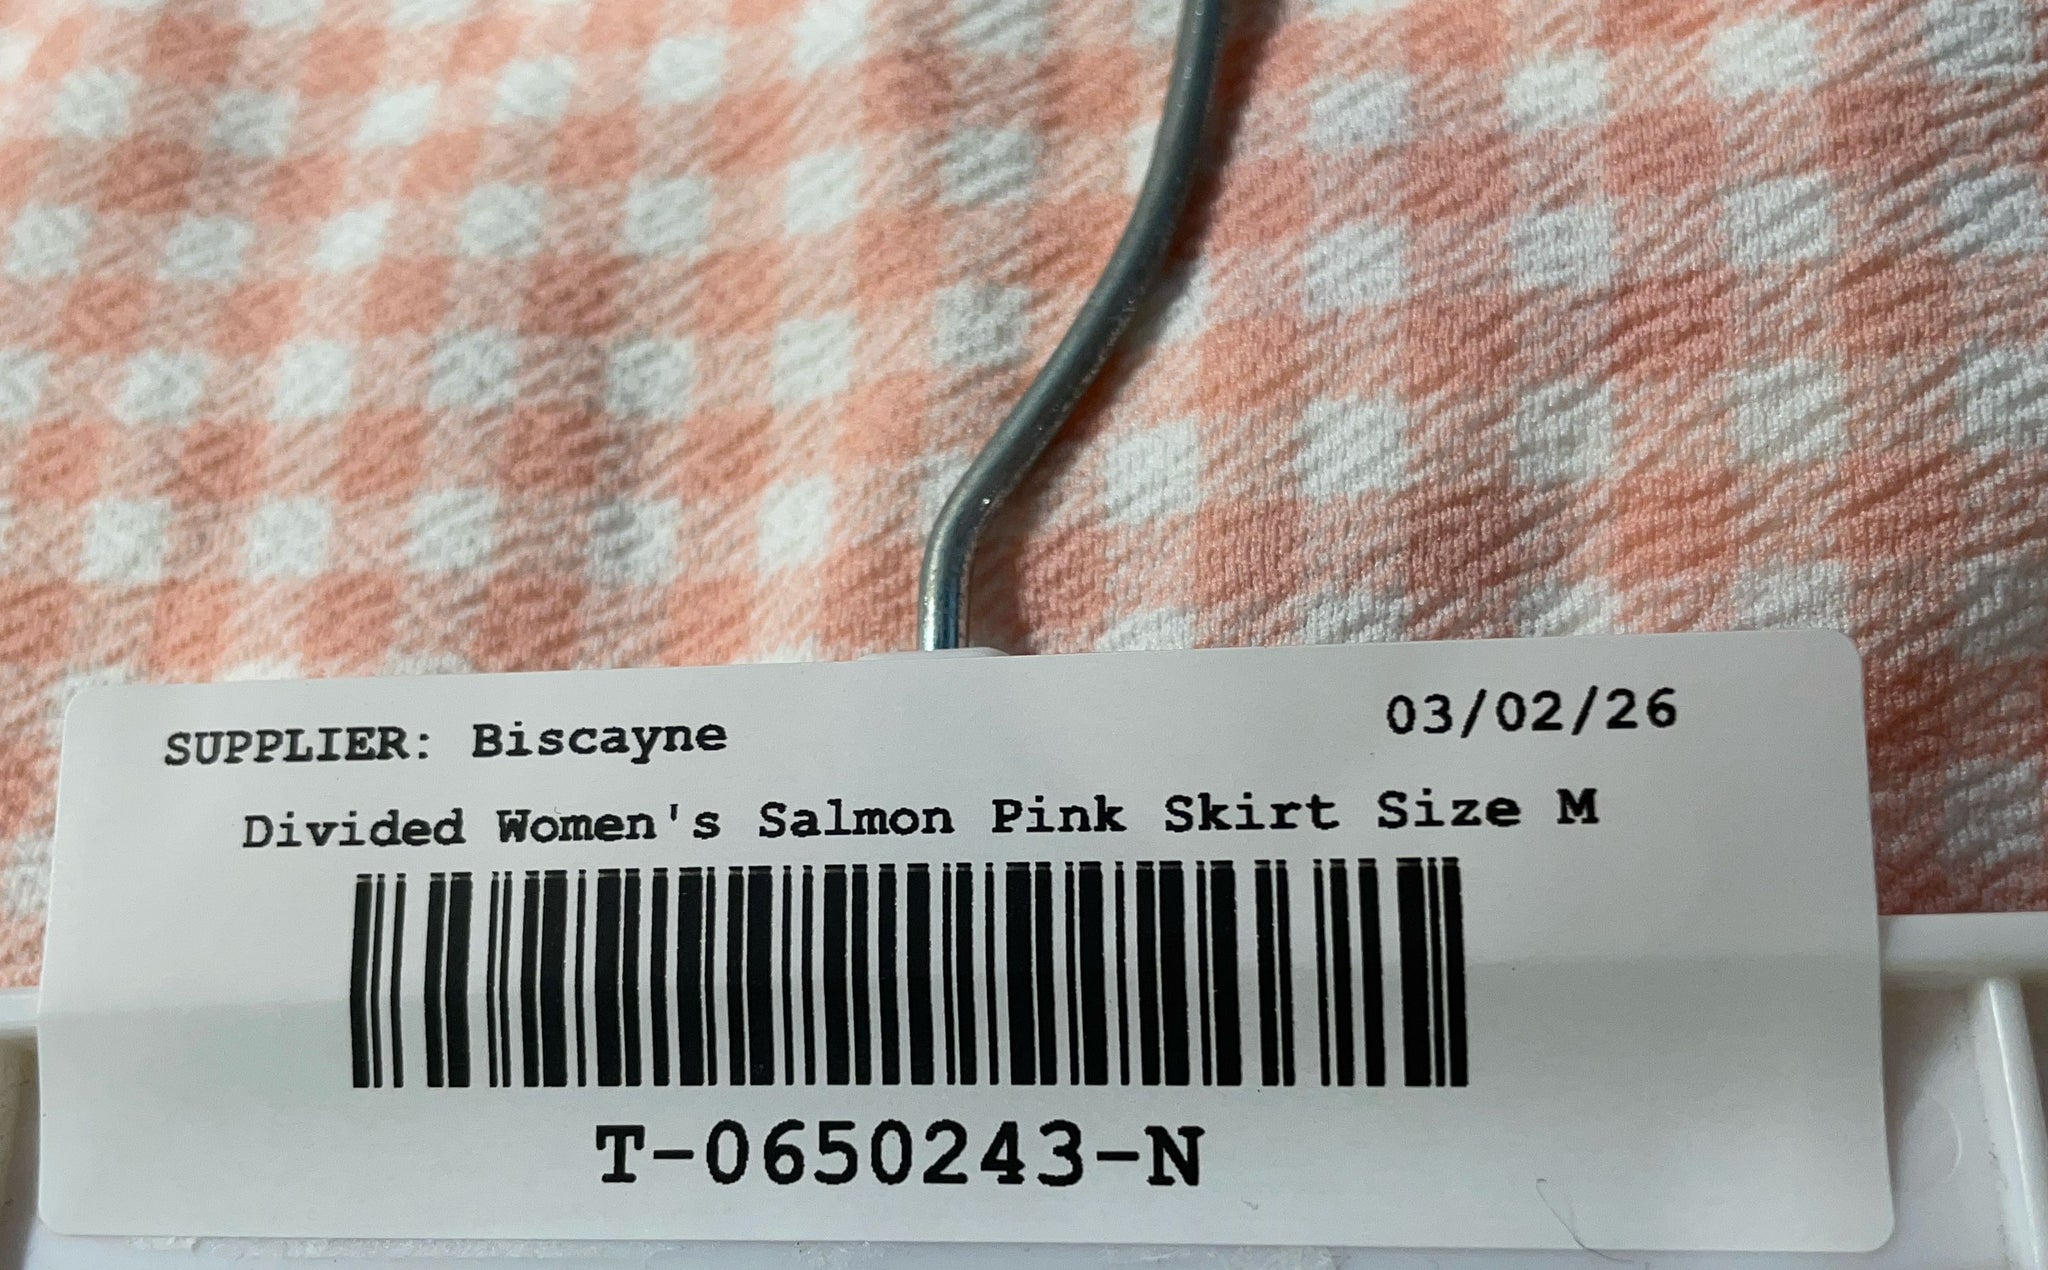 SUPPLIER: Biscayne 03/02/26
Divided Women's Salmon Pink Skirt Size M
T-0650243-N